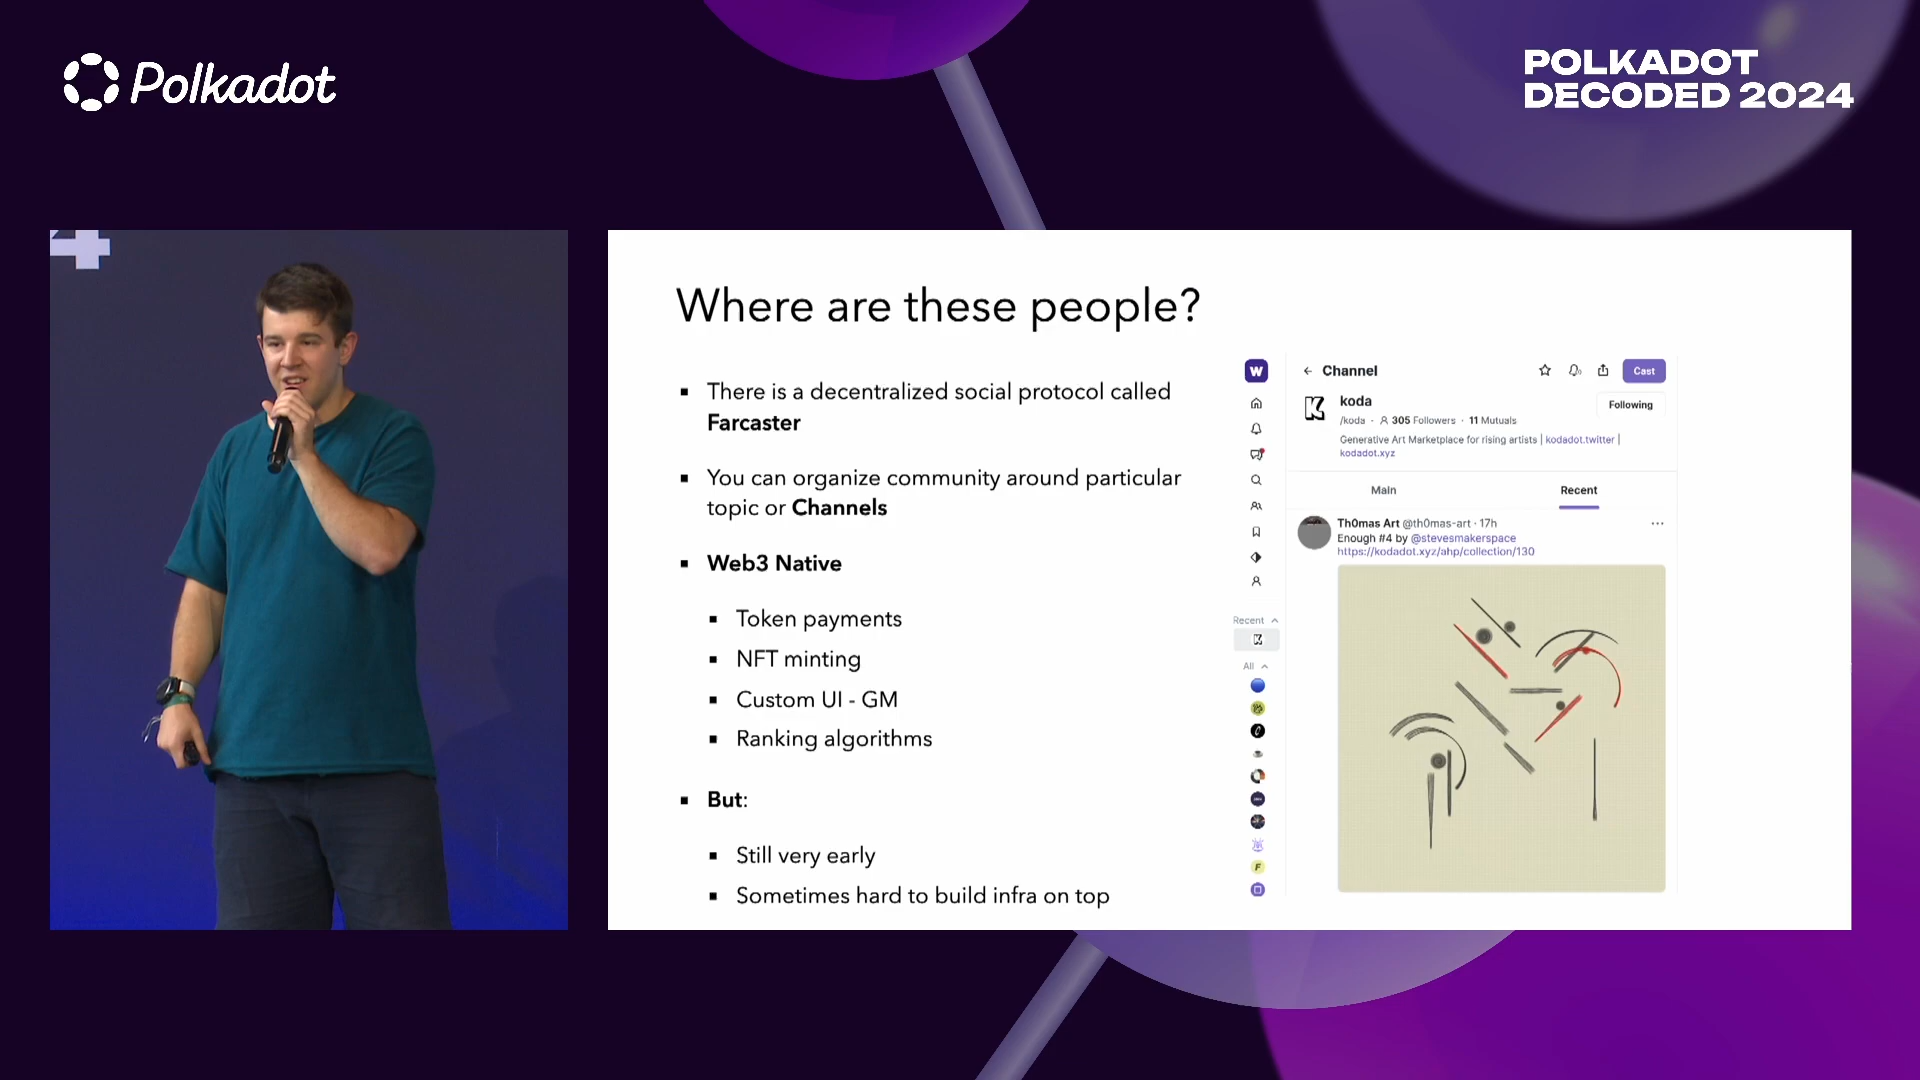 Polkadot
POLKADOT
DECODED 2024
4
Where are these people?
▪ There is a decentralized social protocol called
Farcaster
▪ You can organize community around particular
topic or Channels
▪ Web3 Native
▪ Token payments
▪ NFT minting
▪ Custom UI - GM
▪ Ranking algorithms
▪ But:
▪ Still very early
▪ Sometimes hard to build infra on top
W
Recent
All
F
← Channel
Cast
koda
Following
/koda · 305 Followers · 11 Mutuals
Generative Art Marketplace for rising artists | kodadot.twitter |
kodadot.xyz
Main
Recent
Th0mas Art @th0mas-art · 17h
Enough #4 by @stevesmakerspace
https://kodadot.xyz/ahp/collection/130